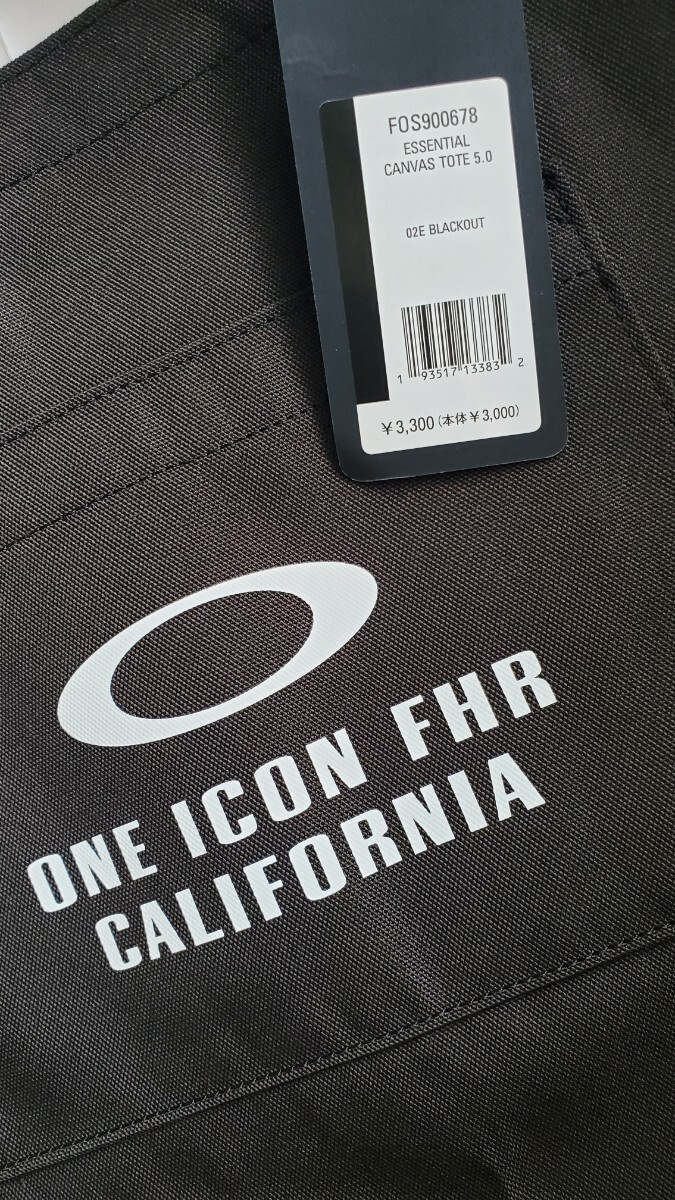 FOS900678
ESSENTIAL
CANVAS TOTE 5.0
02E BLACKOUT
1 93517 13383 2
¥3,300(本体¥3,000)
ONE ICON FHR
CALIFORNIA